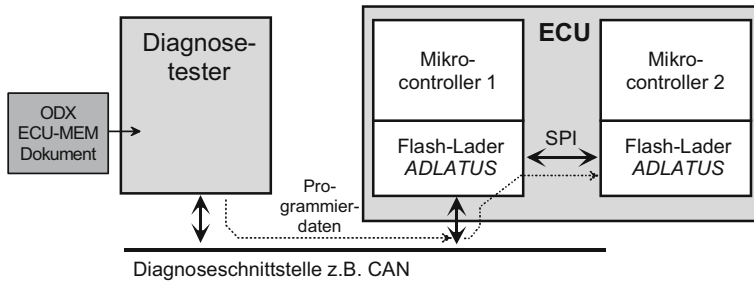 Diagnose-
tester
ODX
ECU-MEM
Dokument
ECU
Mikro-
controller 1
Mikro-
controller 2
Flash-Lader
ADLATUS
SPI
Flash-Lader
ADLATUS
Pro-
grammier-
daten
Diagnoseschnittstelle z.B. CAN